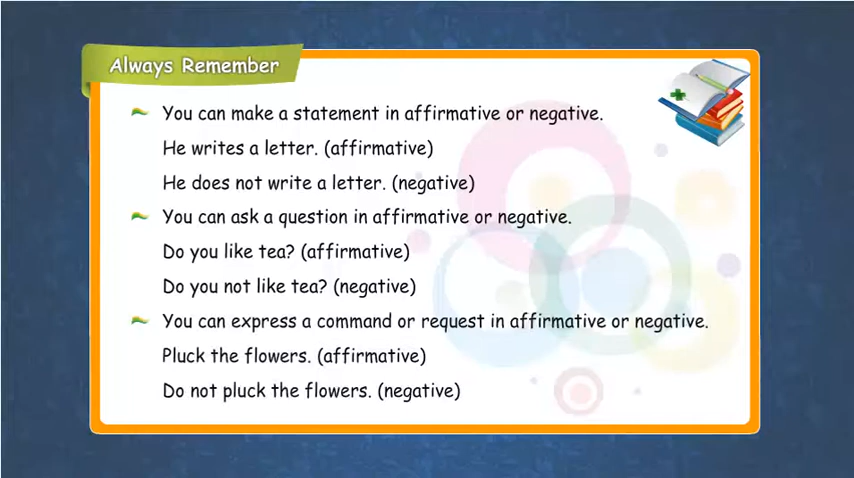 Always Remember
You can make a statement in affirmative or negative.
He writes a letter. (affirmative)
He does not write a letter. (negative)
You can ask a question in affirmative or negative.
Do you like tea? (affirmative)
Do you not like tea? (negative)
You can express a command or request in affirmative or negative.
Pluck the flowers. (affirmative)
Do not pluck the flowers. (negative)